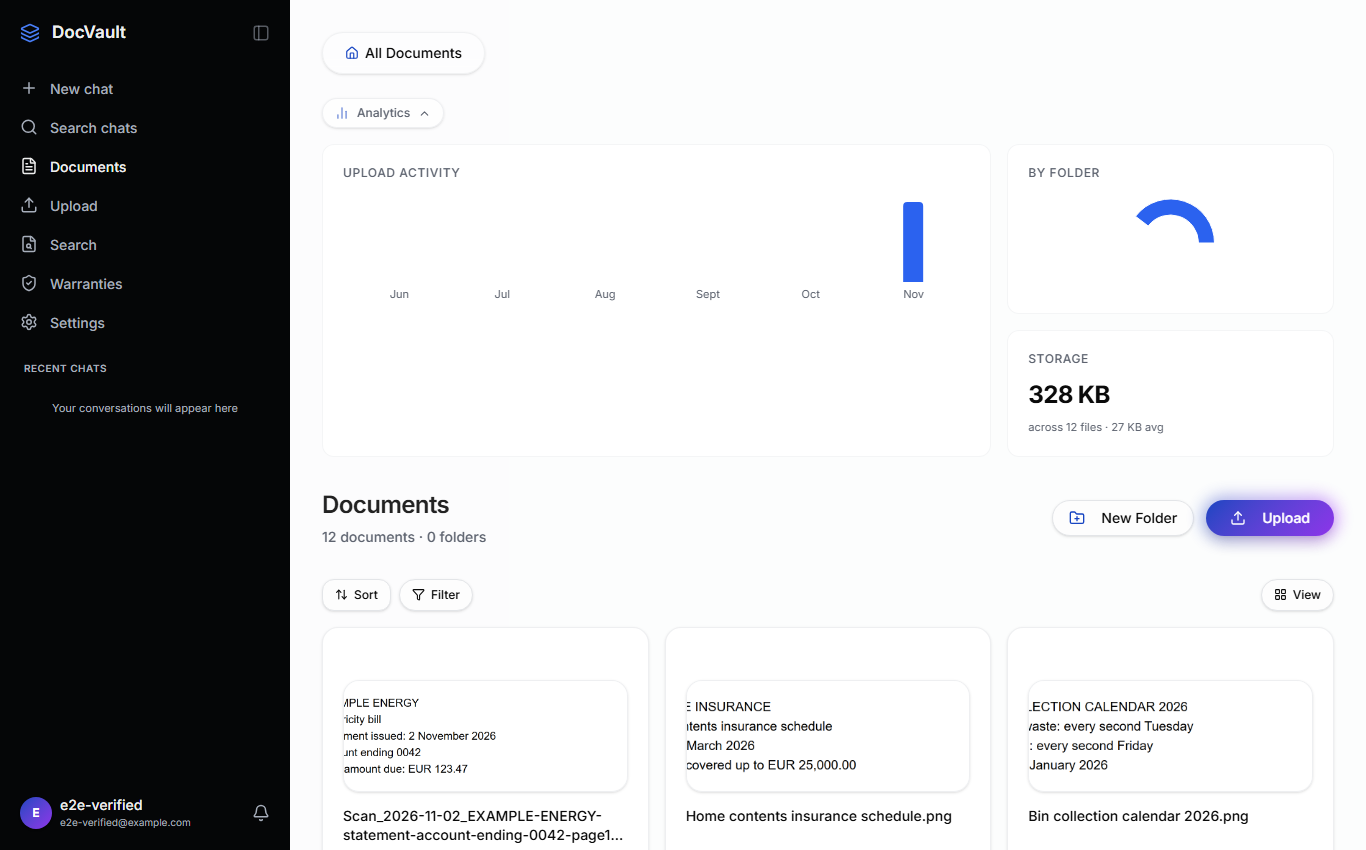 DocVault
New chat
Search chats
Documents
Upload
Search
Warranties
Settings
RECENT CHATS
Your conversations will appear here
E
e2e-verified
e2e-verified@example.com
All Documents
Analytics
UPLOAD ACTIVITY
Jun Jul Aug Sept Oct Nov
BY FOLDER
STORAGE
328 KB
across 12 files · 27 KB avg
Documents
12 documents · 0 folders
New Folder
Upload
Sort
Filter
View
MPLE ENERGY
ricity bill
ment issued: 2 November 2026
unt ending 0042
amount due: EUR 123.47
Scan_2026-11-02_EXAMPLE-ENERGY-
statement-account-ending-0042-page1...
E INSURANCE
ntents insurance schedule
March 2026
covered up to EUR 25,000.00
Home contents insurance schedule.png
LECTION CALENDAR 2026
waste: every second Tuesday
: every second Friday
January 2026
Bin collection calendar 2026.png